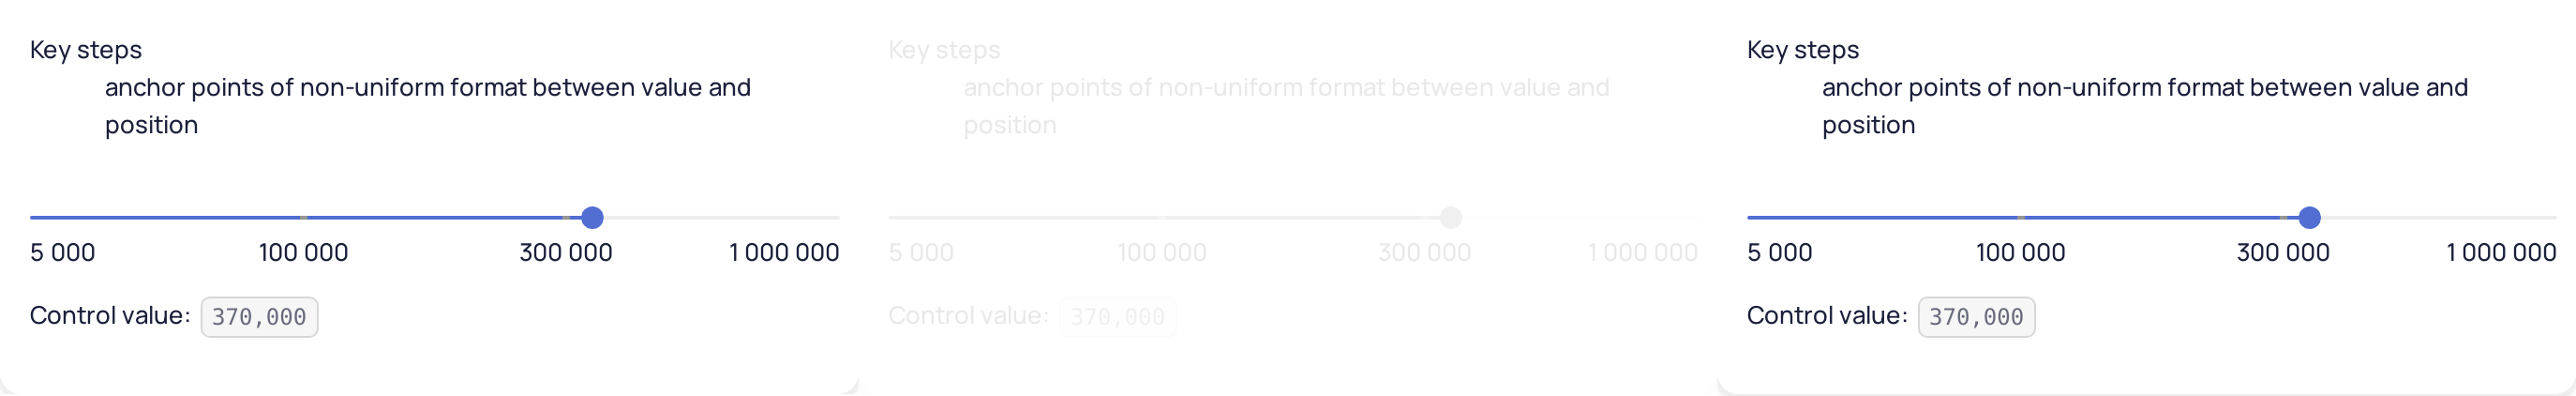 Key steps
anchor points of non-uniform format between value and
position
5 000 100 000 300 000 1 000 000
Control value: 370,000
Key steps
anchor points of non-uniform format between value and
position
5 000 100 000 300 000 1 000 000
Control value: 370,000
Key steps
anchor points of non-uniform format between value and
position
5 000 100 000 300 000 1 000 000
Control value: 370,000